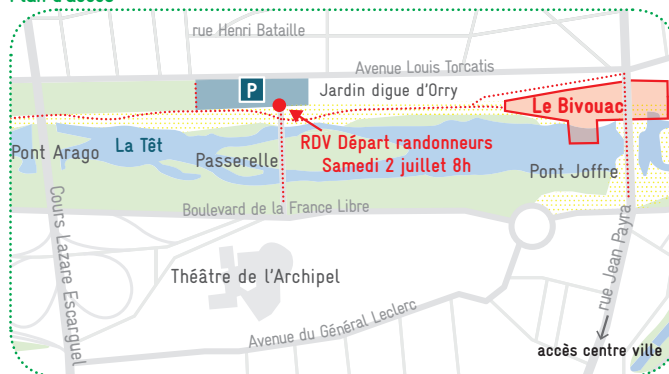 Plan d'accès
rue Henri Bataille
Avenue Louis Torcatis
P
Jardin digue d'Orry
Le Bivouac
Pont Arago
La Têt
Passerelle
RDV Départ randonneurs
Samedi 2 juillet 8h
Pont Joffre
Cours Lazare Escarguel
Boulevard de la France Libre
rue Jean Payra
Théâtre de l'Archipel
Avenue du Général Leclerc
accès centre ville